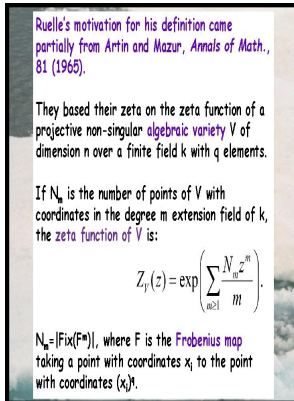 Ruelle's motivation for his definition came
partially from Artin and Mazur, Annals of Math.,
81 (1965).
They based their zeta on the zeta function of a
projective non-singular algebraic variety V of
dimension n over a finite field k with q elements.
If Nₘ is the number of points of V with
coordinates in the degree m extension field of k,
the zeta function of V is:
Z_V(z) = exp(∑_{m≥1} N_m z^m / m).
Nₘ=|Fix(Fᵐ)|, where F is the Frobenius map
taking a point with coordinates xᵢ to the point
with coordinates (xᵢ)^q.